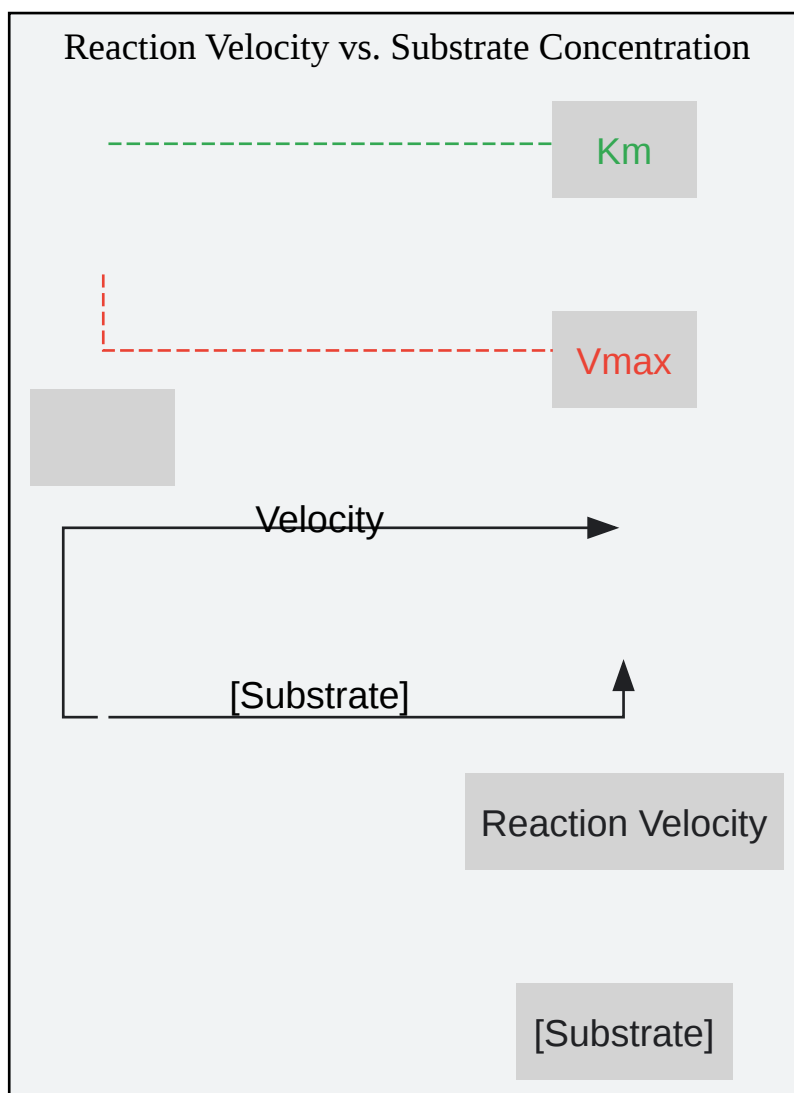 Reaction Velocity vs. Substrate Concentration
Km
Vmax
Velocity
[Substrate]
Reaction Velocity
[Substrate]